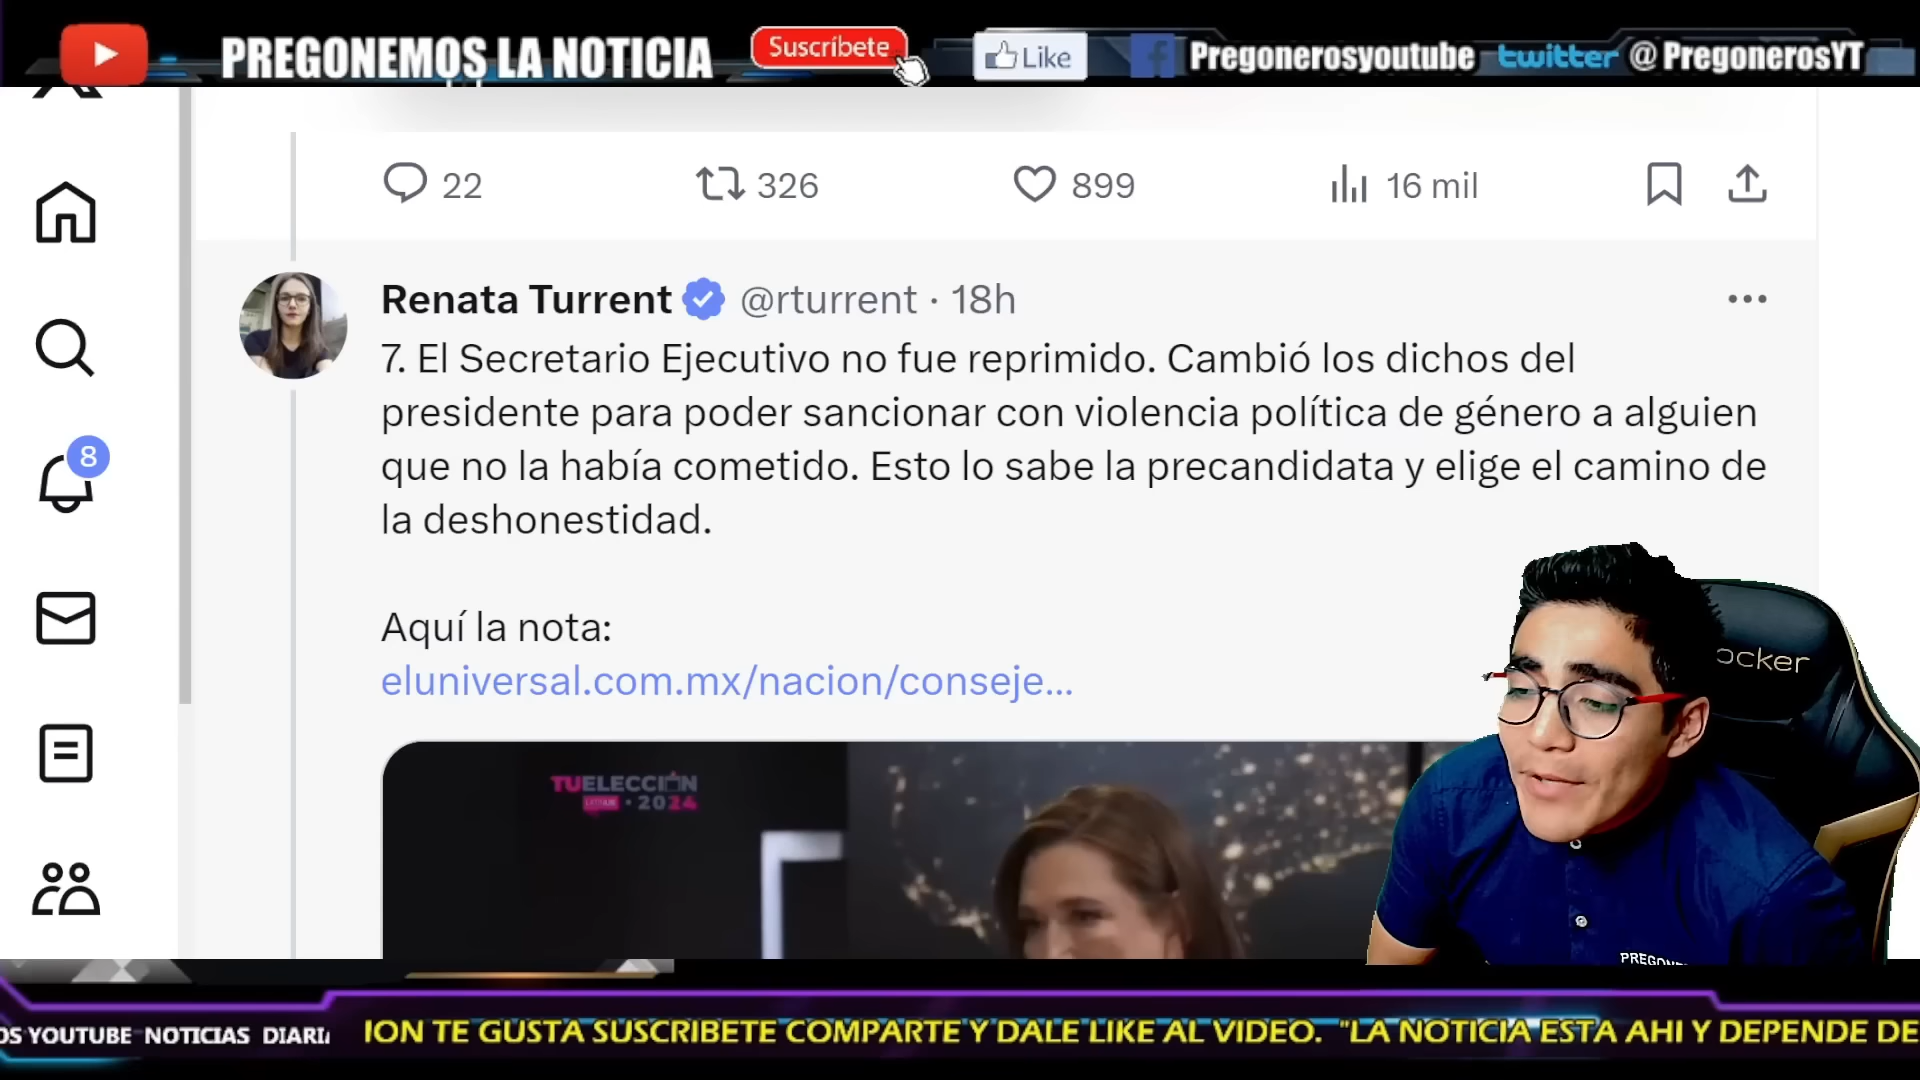 PREGONEMOS LA NOTICIA
Suscríbete
Like
Pregonerosyoutube
twitter @PregonerosYT
22
326
899
16 mil
8
Renata Turrent @rturrent · 18h
7. El Secretario Ejecutivo no fue reprimido. Cambió los dichos del
presidente para poder sancionar con violencia política de género a alguien
que no la había cometido. Esto lo sabe la precandidata y elige el camino de
la deshonestidad.
Aquí la nota:
eluniversal.com.mx/nacion/conseje...
TUELECCIÓN
2024
YOUTUBE NOTICIAS
TE GUSTA SUSCRIBETE COMPARTE Y DALE LIKE AL VIDEO. "LA NOTICIA ESTA AHI Y DEPENDE DE